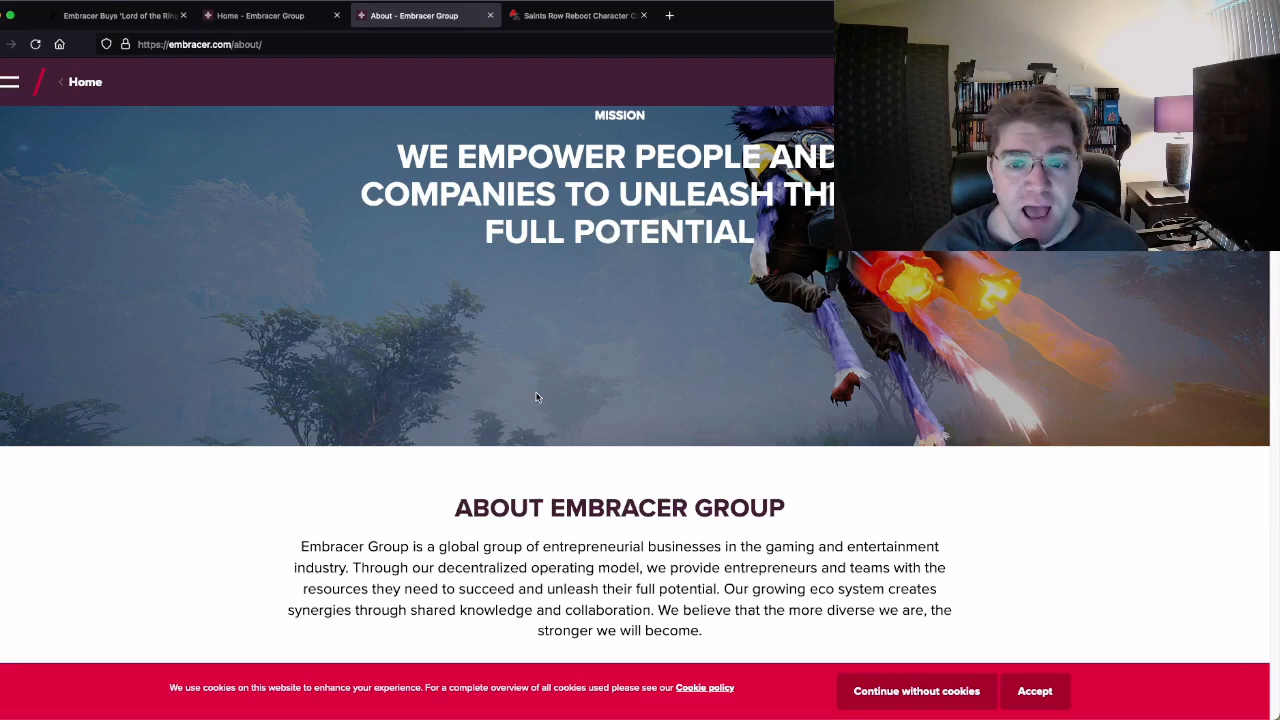 Embracer Buys 'Lord of the Ring
Home - Embracer Group
About - Embracer Group
Saints Row Reboot Character C
https://embracer.com/about/
Home
MISSION
WE EMPOWER PEOPLE AND
COMPANIES TO UNLEASH THE
FULL POTENTIAL
ABOUT EMBRACER GROUP
Embracer Group is a global group of entrepreneurial businesses in the gaming and entertainment
industry. Through our decentralized operating model, we provide entrepreneurs and teams with the
resources they need to succeed and unleash their full potential. Our growing eco system creates
synergies through shared knowledge and collaboration. We believe that the more diverse we are, the
stronger we will become.
We use cookies on this website to enhance your experience. For a complete overview of all cookies used please see our Cookie policy
Continue without cookies
Accept